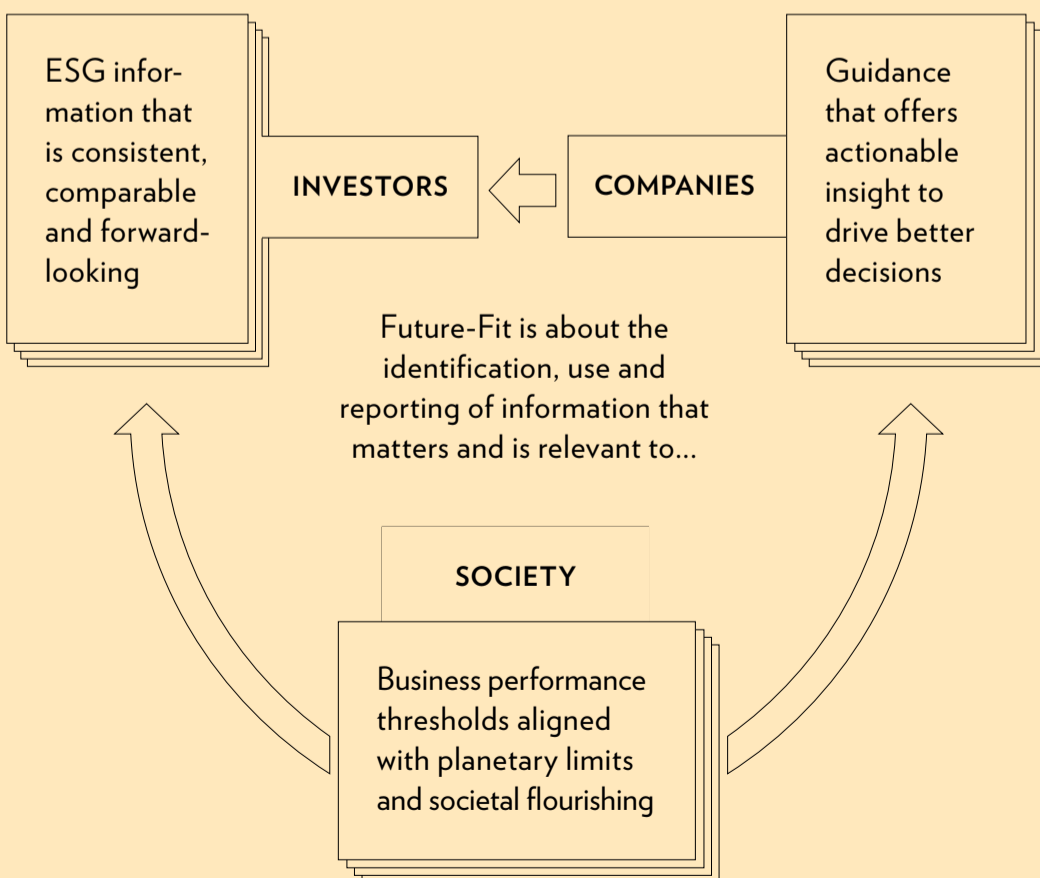 ESG infor-
mation that
is consistent,
comparable
and forward-
looking
INVESTORS
COMPANIES
Guidance
that offers
actionable
insight to
drive better
decisions
Future-Fit is about the
identification, use and
reporting of information that
matters and is relevant to...
SOCIETY
Business performance
thresholds aligned
with planetary limits
and societal flourishing